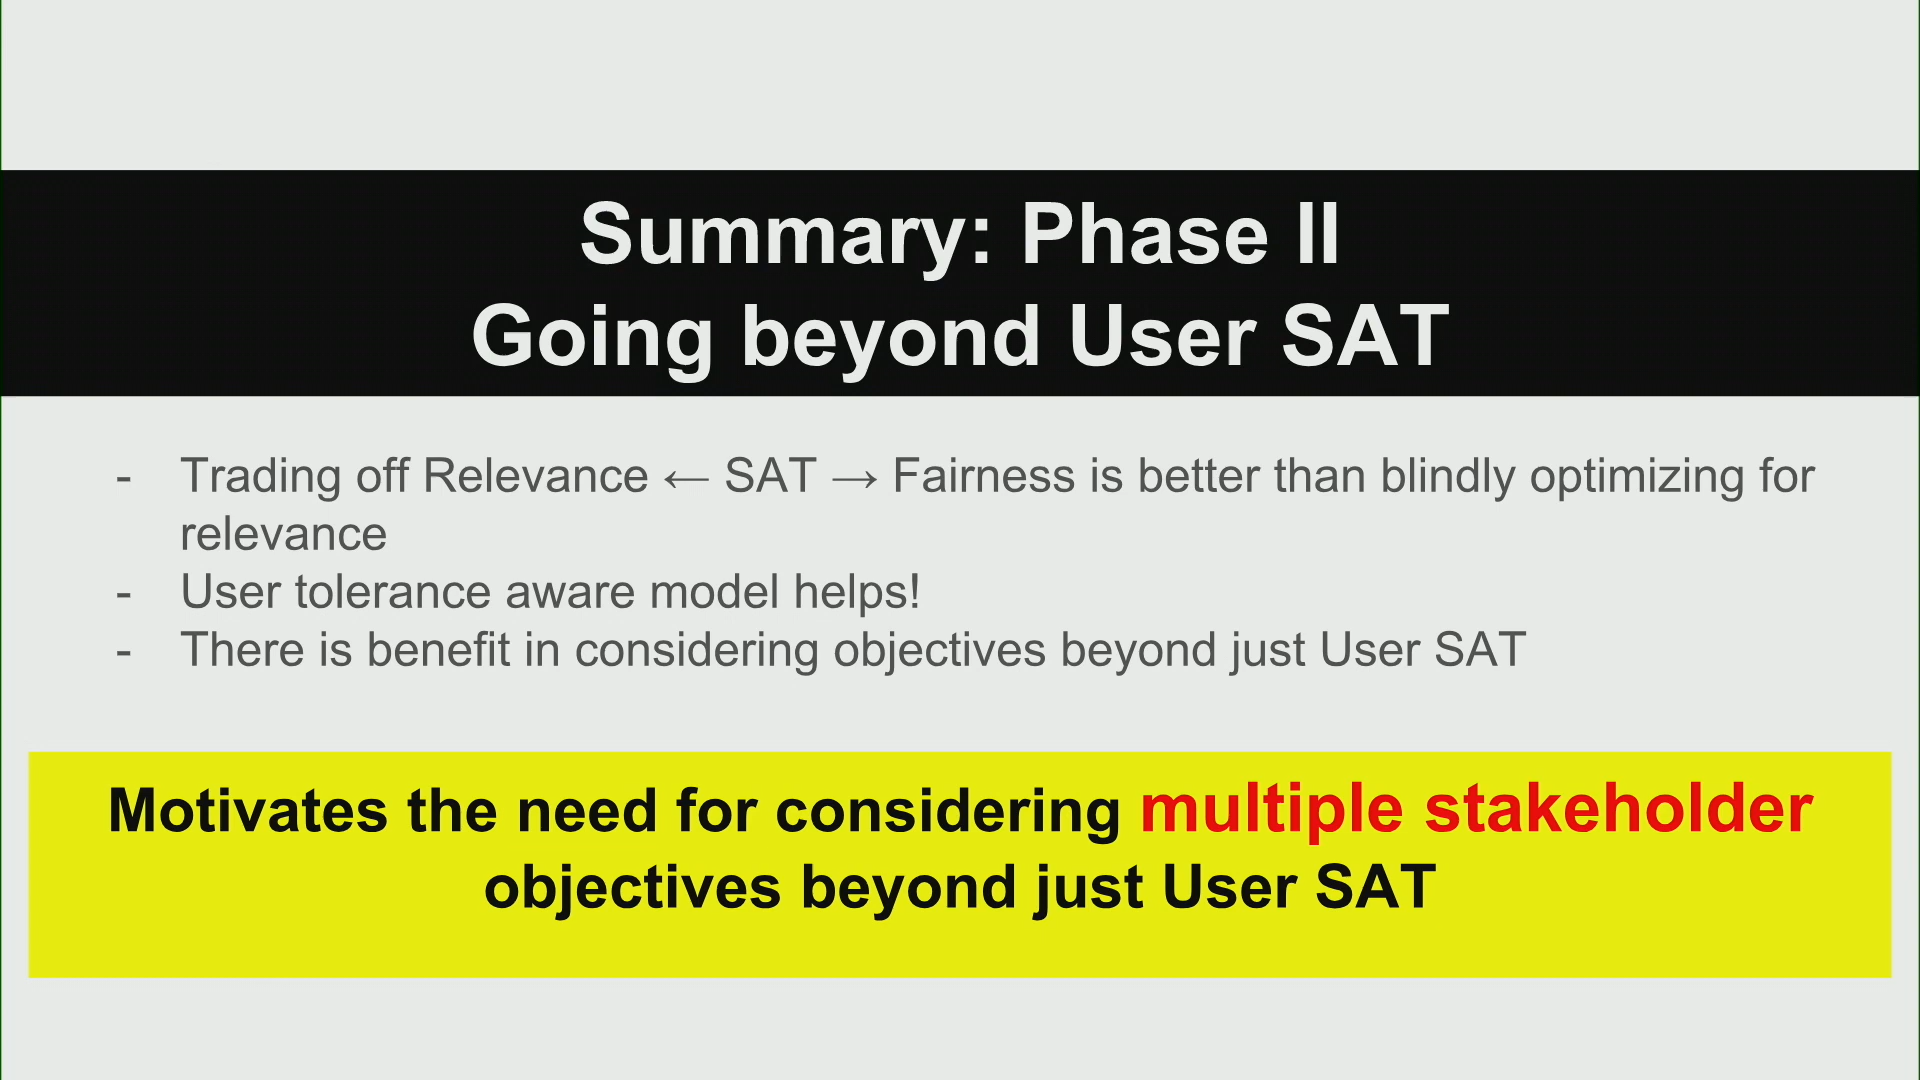 Summary: Phase II
Going beyond User SAT
- Trading off Relevance ← SAT → Fairness is better than blindly optimizing for
relevance
- User tolerance aware model helps!
- There is benefit in considering objectives beyond just User SAT
Motivates the need for considering multiple stakeholder
objectives beyond just User SAT